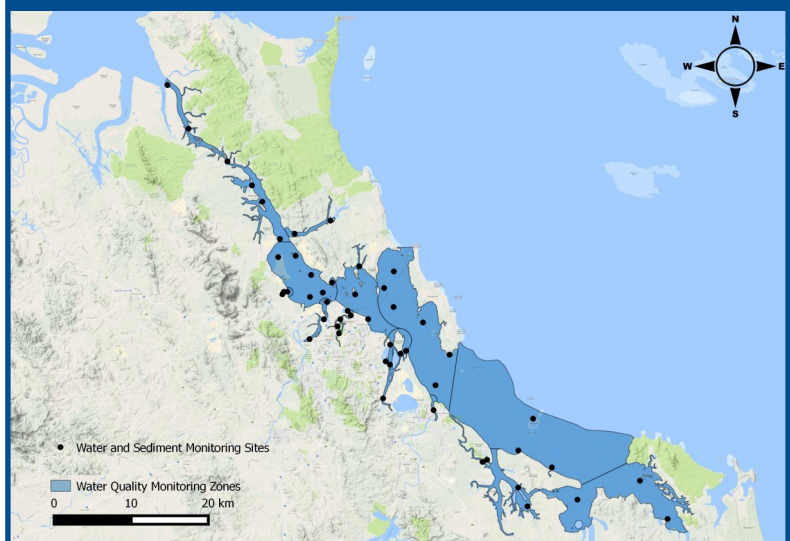 N
W E
S
Water and Sediment Monitoring Sites
Water Quality Monitoring Zones
0 10 20 km